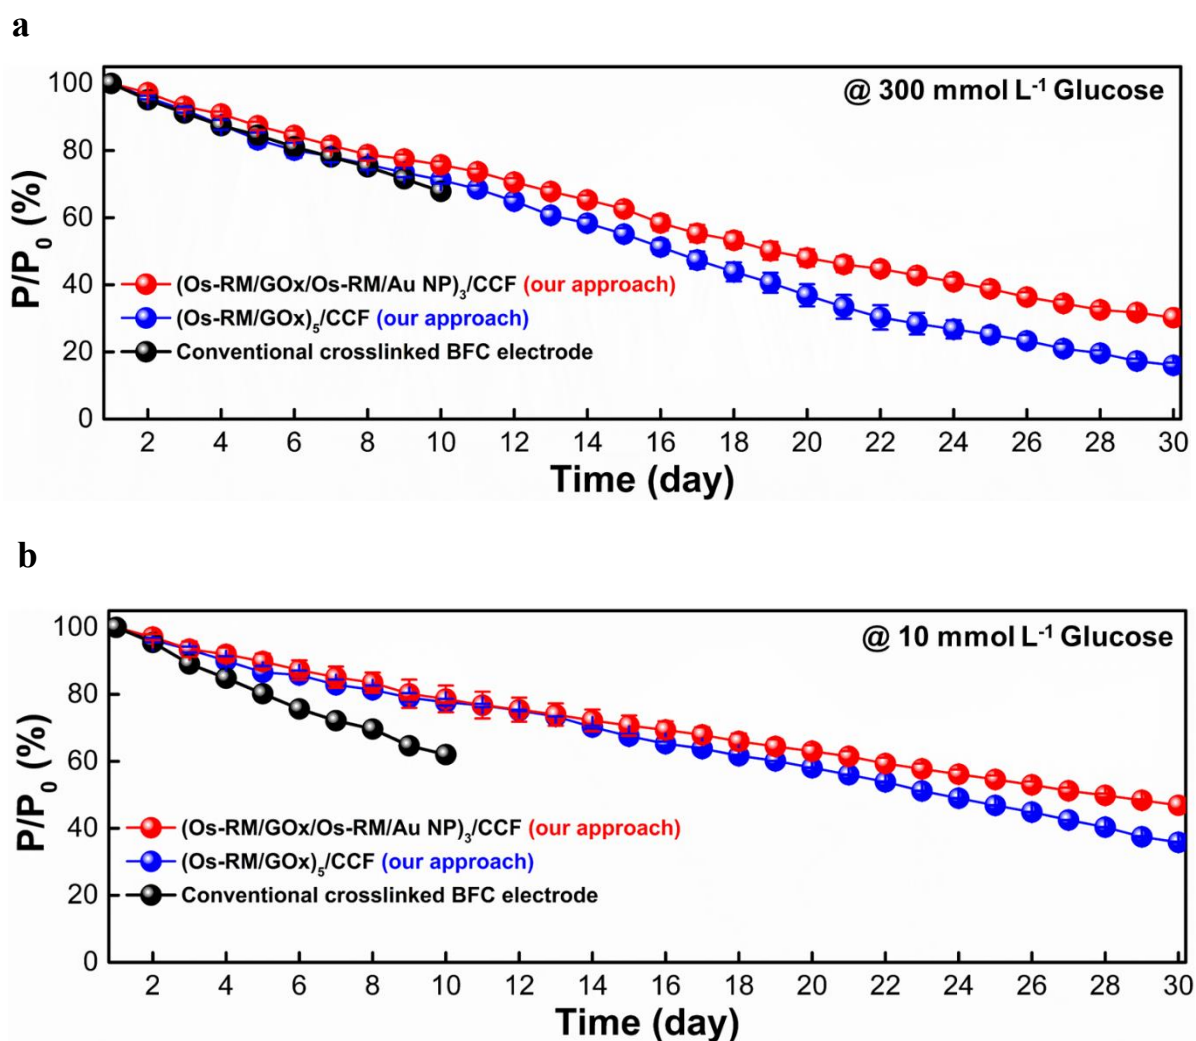 a
@ 300 mmol L⁻¹ Glucose
P/P₀ (%)
100
80
60
40
20
0
(Os-RM/GOx/Os-RM/Au NP)₃/CCF (our approach)
(Os-RM/GOx)₅/CCF (our approach)
Conventional crosslinked BFC electrode
2 4 6 8 10 12 14 16 18 20 22 24 26 28 30
Time (day)
b
@ 10 mmol L⁻¹ Glucose
P/P₀ (%)
100
80
60
40
20
0
(Os-RM/GOx/Os-RM/Au NP)₃/CCF (our approach)
(Os-RM/GOx)₅/CCF (our approach)
Conventional crosslinked BFC electrode
2 4 6 8 10 12 14 16 18 20 22 24 26 28 30
Time (day)